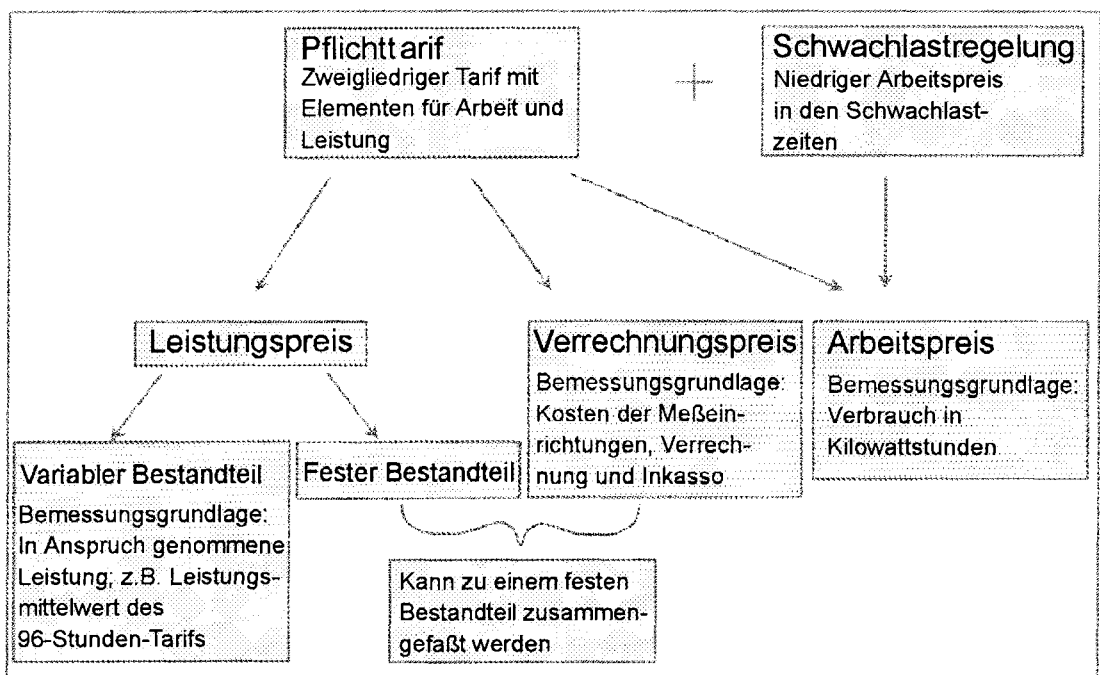 Pflichttarif
Zweigliedriger Tarif mit
Elementen für Arbeit und
Leistung
+
Schwachlastregelung
Niedriger Arbeitspreis
in den Schwachlast-
zeiten
Leistungspreis
Verrechnungspreis
Bemessungsgrundlage:
Kosten der Meßein-
richtungen, Verrech-
nung und Inkasso
Arbeitspreis
Bemessungsgrundlage:
Verbrauch in
Kilowattstunden
Variabler Bestandteil
Bemessungsgrundlage:
In Anspruch genommene
Leistung; z.B. Leistungs-
mittelwert des
96-Stunden-Tarifs
Fester Bestandteil
Kann zu einem festen
Bestandteil zusammen-
gefaßt werden